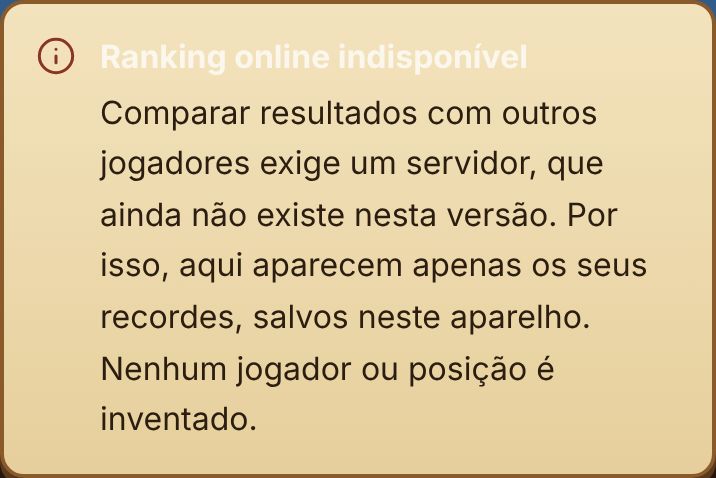 Ranking online indisponível
Comparar resultados com outros
jogadores exige um servidor, que
ainda não existe nesta versão. Por
isso, aqui aparecem apenas os seus
recordes, salvos neste aparelho.
Nenhum jogador ou posição é
inventado.